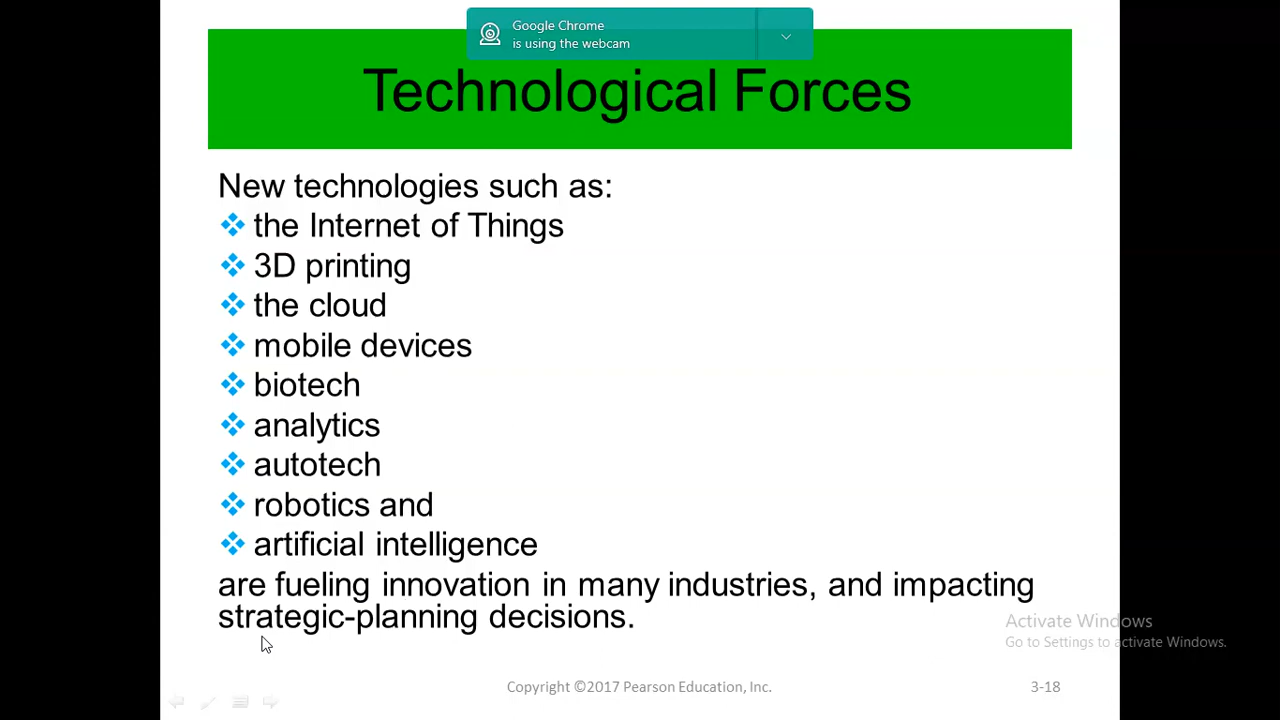 Google Chrome
is using the webcam
Technological Forces
New technologies such as:
the Internet of Things
3D printing
the cloud
mobile devices
biotech
analytics
autotech
robotics and
artificial intelligence
are fueling innovation in many industries, and impacting
strategic-planning decisions.
Activate Windows
Go to Settings to activate Windows.
Copyright ©2017 Pearson Education, Inc.
3-18